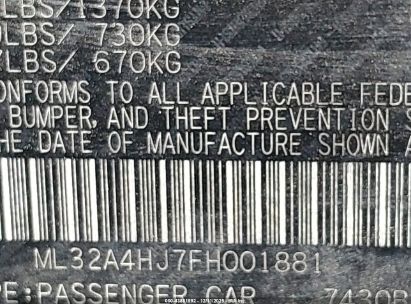 LBS/1370KG
LBS/ 730KG
LBS/ 670KG
CONFORMS TO ALL APPLICABLE FEDE
BUMPER, AND THEFT PREVENTION S
THE DATE OF MANUFACTURE SHOWN A
ML32A4HJ7FH001881
PE:PASSENGER CAR 7430P